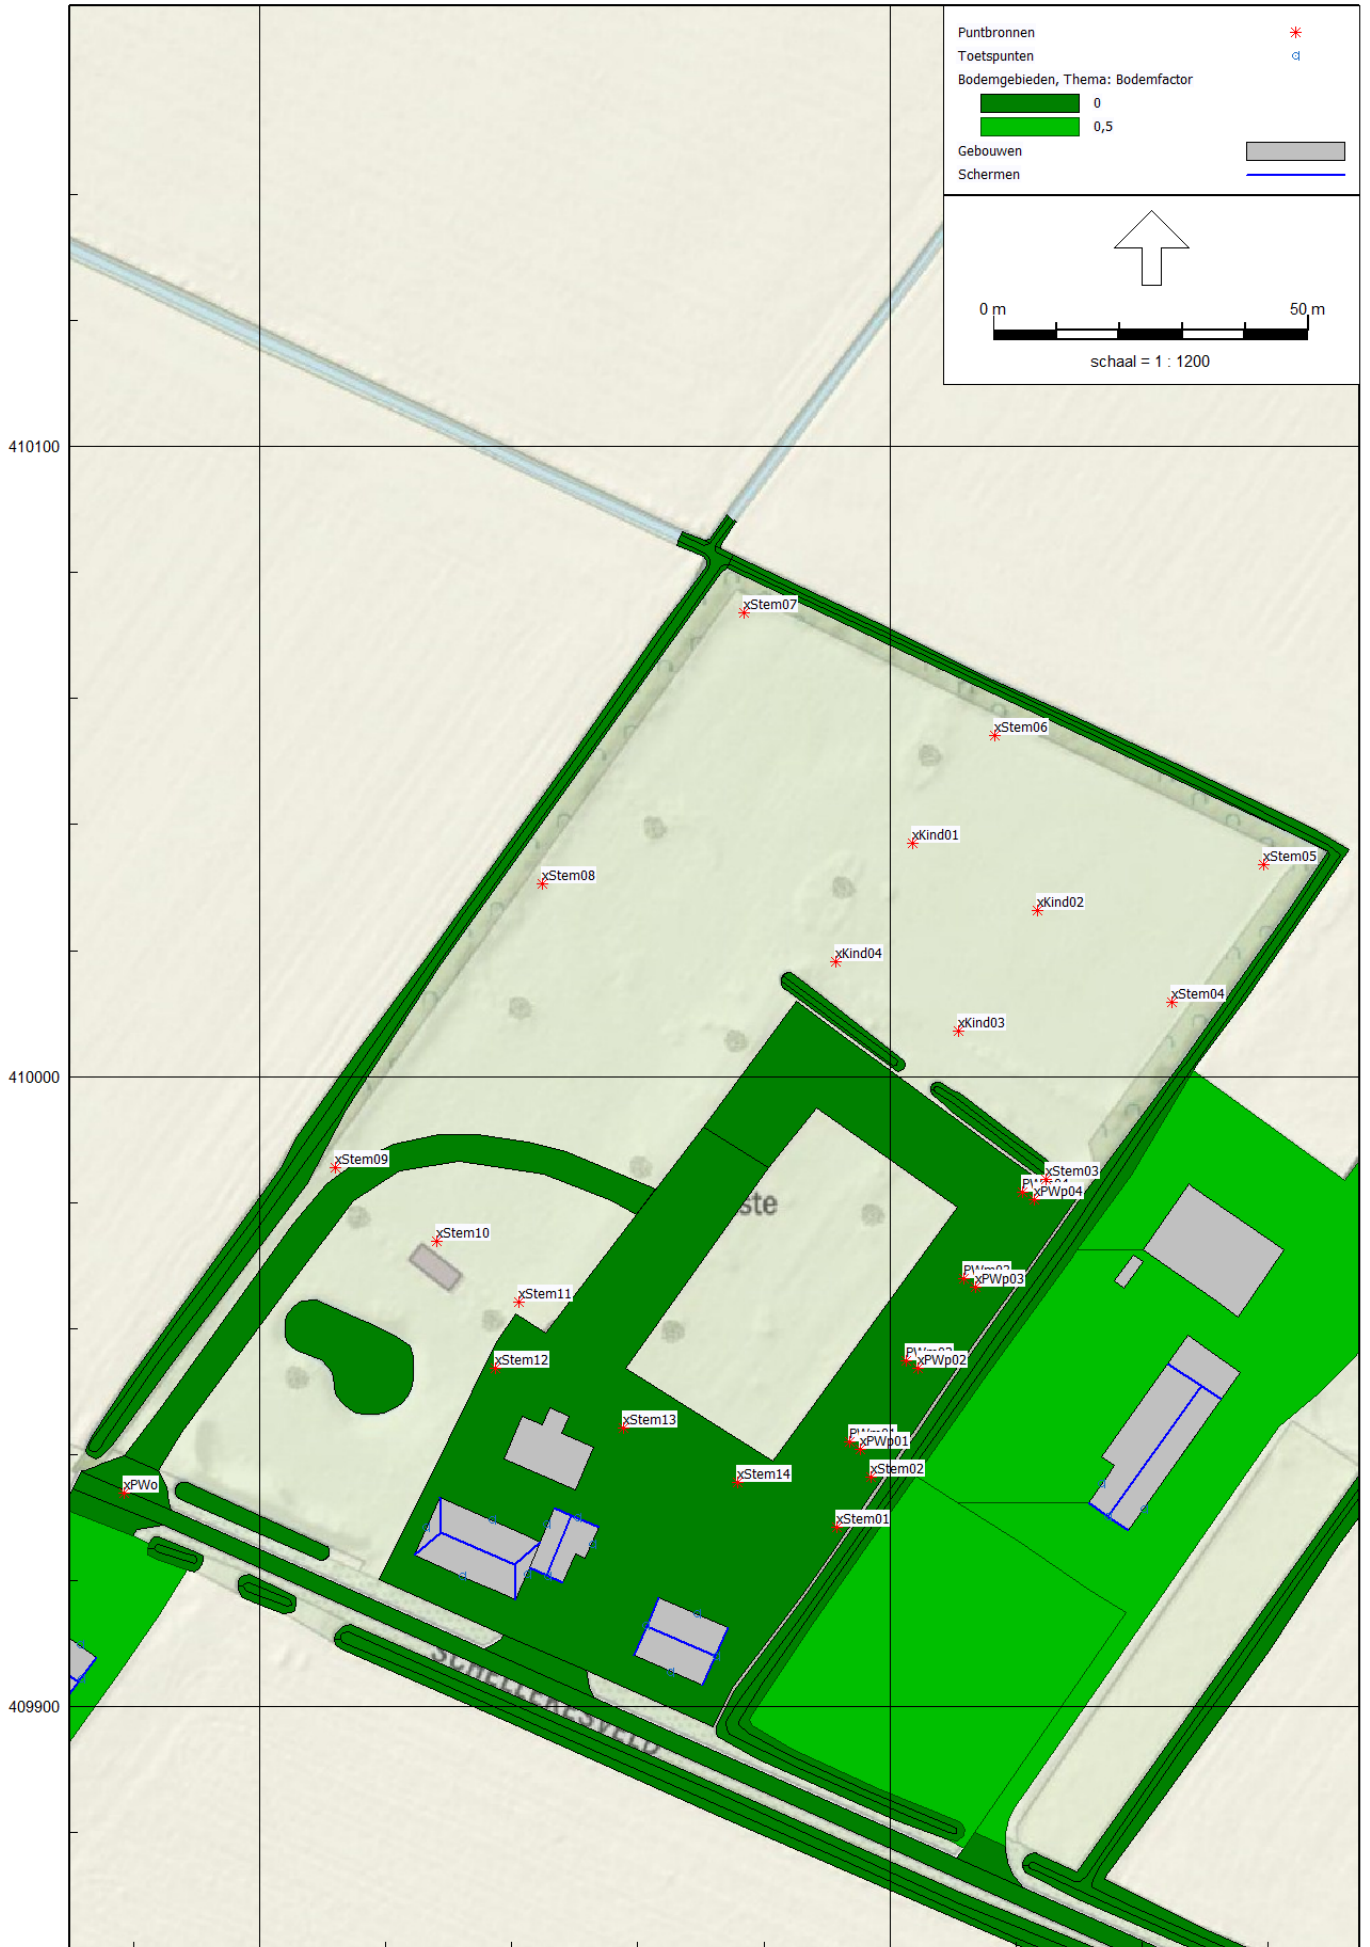 Puntbronnen
Toetspunten
Bodemgebieden, Thema: Bodemfactor
0
0,5
Gebouwen
Schermen
0 m 50 m
schaal = 1 : 1200
410100
xStem07
xStem06
xKind01
xStem05
xStem08
xKind02
xKind04
xStem04
xKind03
410000
xStem09
xStem03
xPWp04
ste
xStem10
xPWp03
xStem11
xStem12
xPWp02
xStem13
xPWp01
xStem02
xStem14
xPWo
xStem01
SCHELLEKESVELD
409900